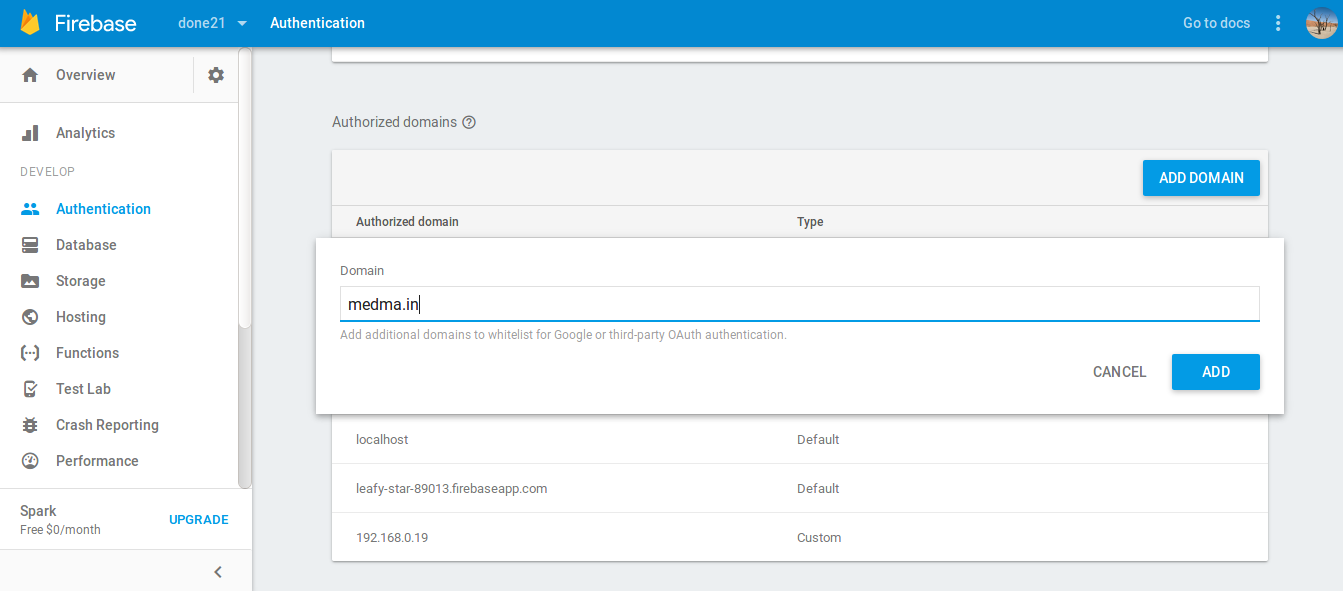 Firebase done21 Authentication Go to docs
Overview
Analytics
DEVELOP
Authentication
Database
Storage
Hosting
Functions
Test Lab
Crash Reporting
Performance
Spark
Free $0/month
UPGRADE
Authorized domains ?
ADD DOMAIN
Authorized domain Type
Domain
medma.in
Add additional domains to whitelist for Google or third-party OAuth authentication.
CANCEL ADD
localhost Default
leafy-star-89013.firebaseapp.com Default
192.168.0.19 Custom